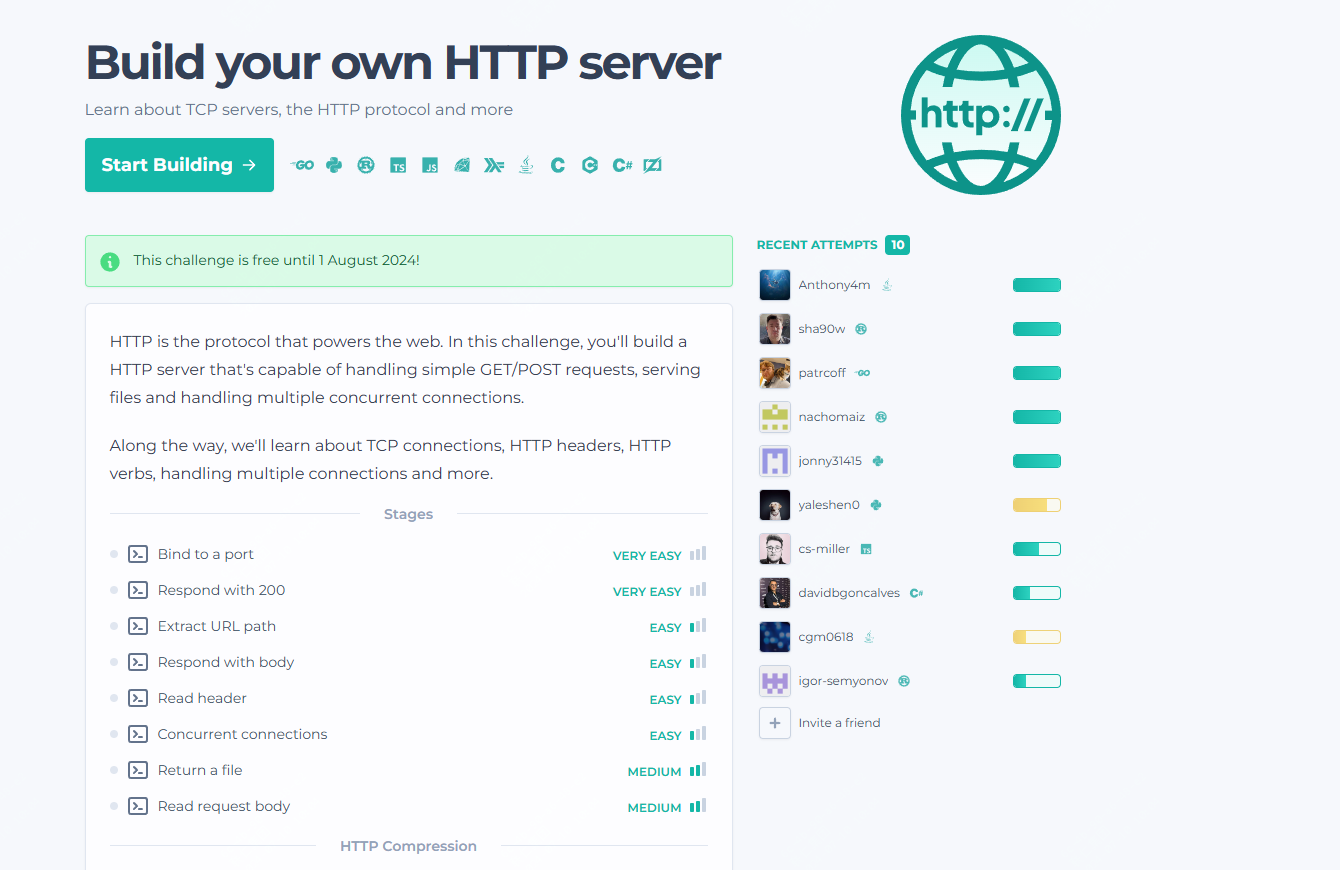 Build your own HTTP server
Learn about TCP servers, the HTTP protocol and more
Start Building →
GO TS JS C C C#
http://
This challenge is free until 1 August 2024!
HTTP is the protocol that powers the web. In this challenge, you'll build a
HTTP server that's capable of handling simple GET/POST requests, serving
files and handling multiple concurrent connections.
Along the way, we'll learn about TCP connections, HTTP headers, HTTP
verbs, handling multiple connections and more.
Stages
Bind to a port VERY EASY
Respond with 200 VERY EASY
Extract URL path EASY
Respond with body EASY
Read header EASY
Concurrent connections EASY
Return a file MEDIUM
Read request body MEDIUM
HTTP Compression
RECENT ATTEMPTS 10
Anthony4m
sha90w
patrcoff GO
nachomaiz
jonny31415
yaleshen0
cs-miller TS
davidbgoncalves C#
cgm0618
igor-semyonov
+ Invite a friend